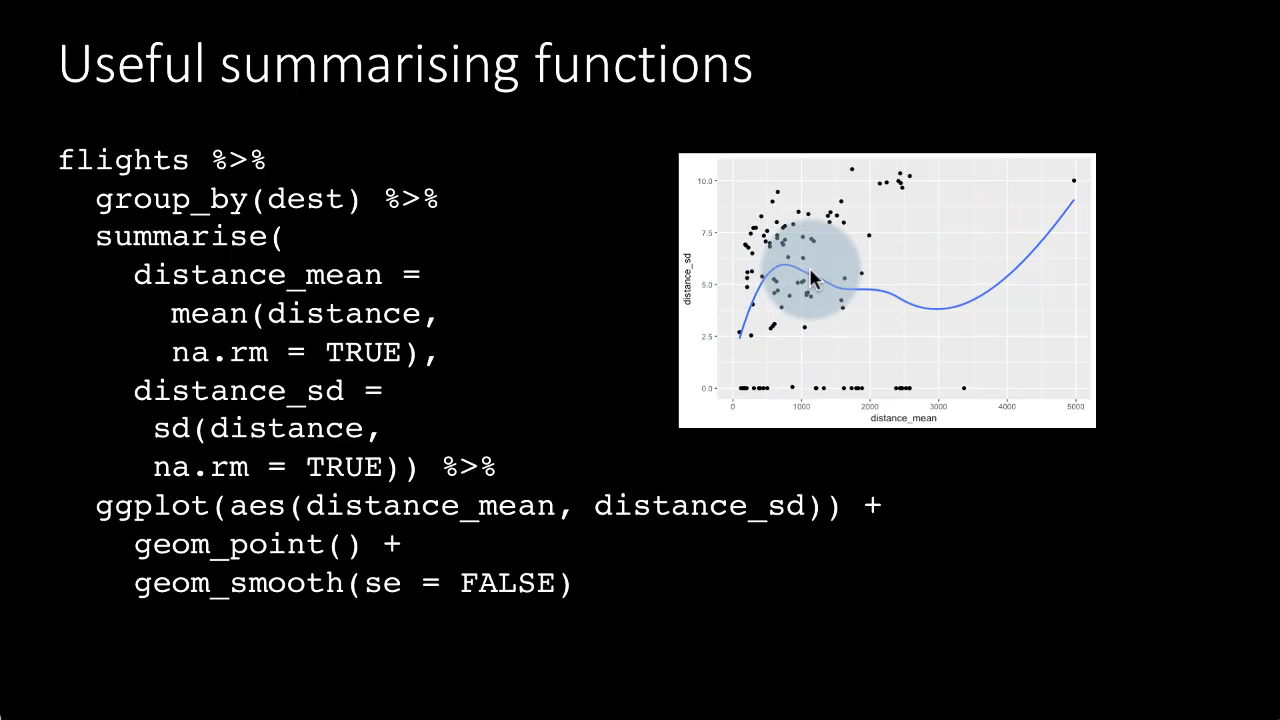 Useful summarising functions
flights %>%
group_by(dest) %>%
summarise(
distance_mean =
mean(distance,
na.rm = TRUE),
distance_sd =
sd(distance,
na.rm = TRUE)) %>%
ggplot(aes(distance_mean, distance_sd)) +
geom_point() +
geom_smooth(se = FALSE)
distance_sd
10.0
7.5
5.0
2.5
0.0
0 1000 2000 3000 4000 5000
distance_mean